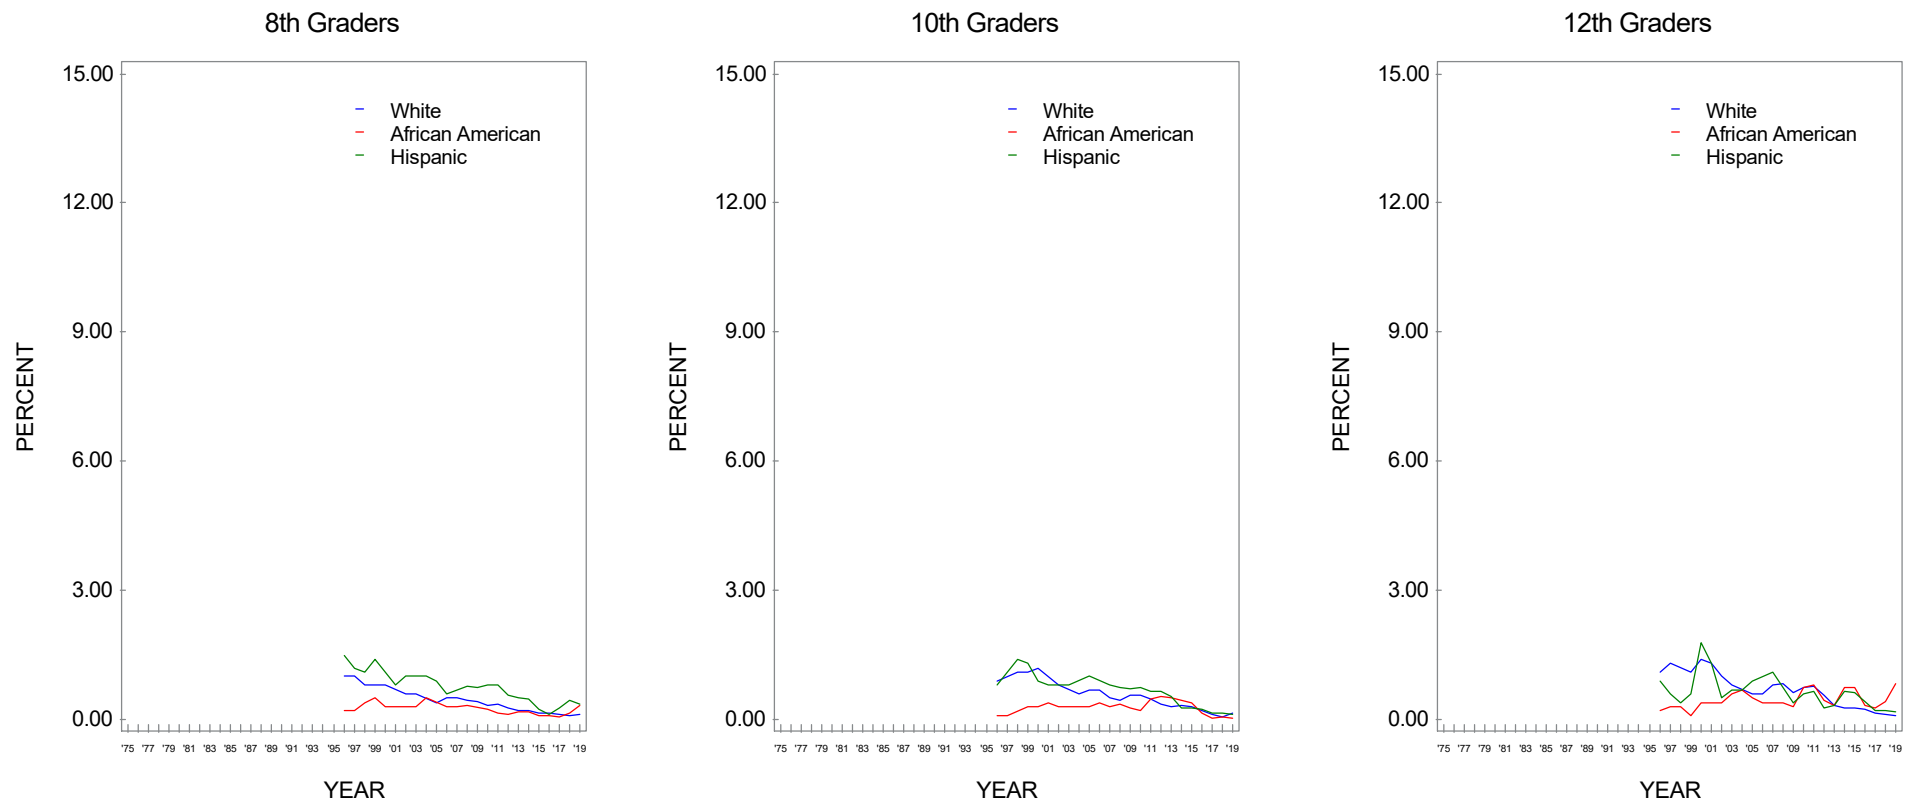 8th Graders
15.00
12.00
9.00
6.00
3.00
0.00
PERCENT
White
African American
Hispanic
'75 '77 '79 '81 '83 '85 '87 '89 '91 '93 '95 '97 '99 '01 '03 '05 '07 '09 '11 '13 '15 '17 '19
YEAR
10th Graders
15.00
12.00
9.00
6.00
3.00
0.00
PERCENT
White
African American
Hispanic
'75 '77 '79 '81 '83 '85 '87 '89 '91 '93 '95 '97 '99 '01 '03 '05 '07 '09 '11 '13 '15 '17 '19
YEAR
12th Graders
15.00
12.00
9.00
6.00
3.00
0.00
PERCENT
White
African American
Hispanic
'75 '77 '79 '81 '83 '85 '87 '89 '91 '93 '95 '97 '99 '01 '03 '05 '07 '09 '11 '13 '15 '17 '19
YEAR